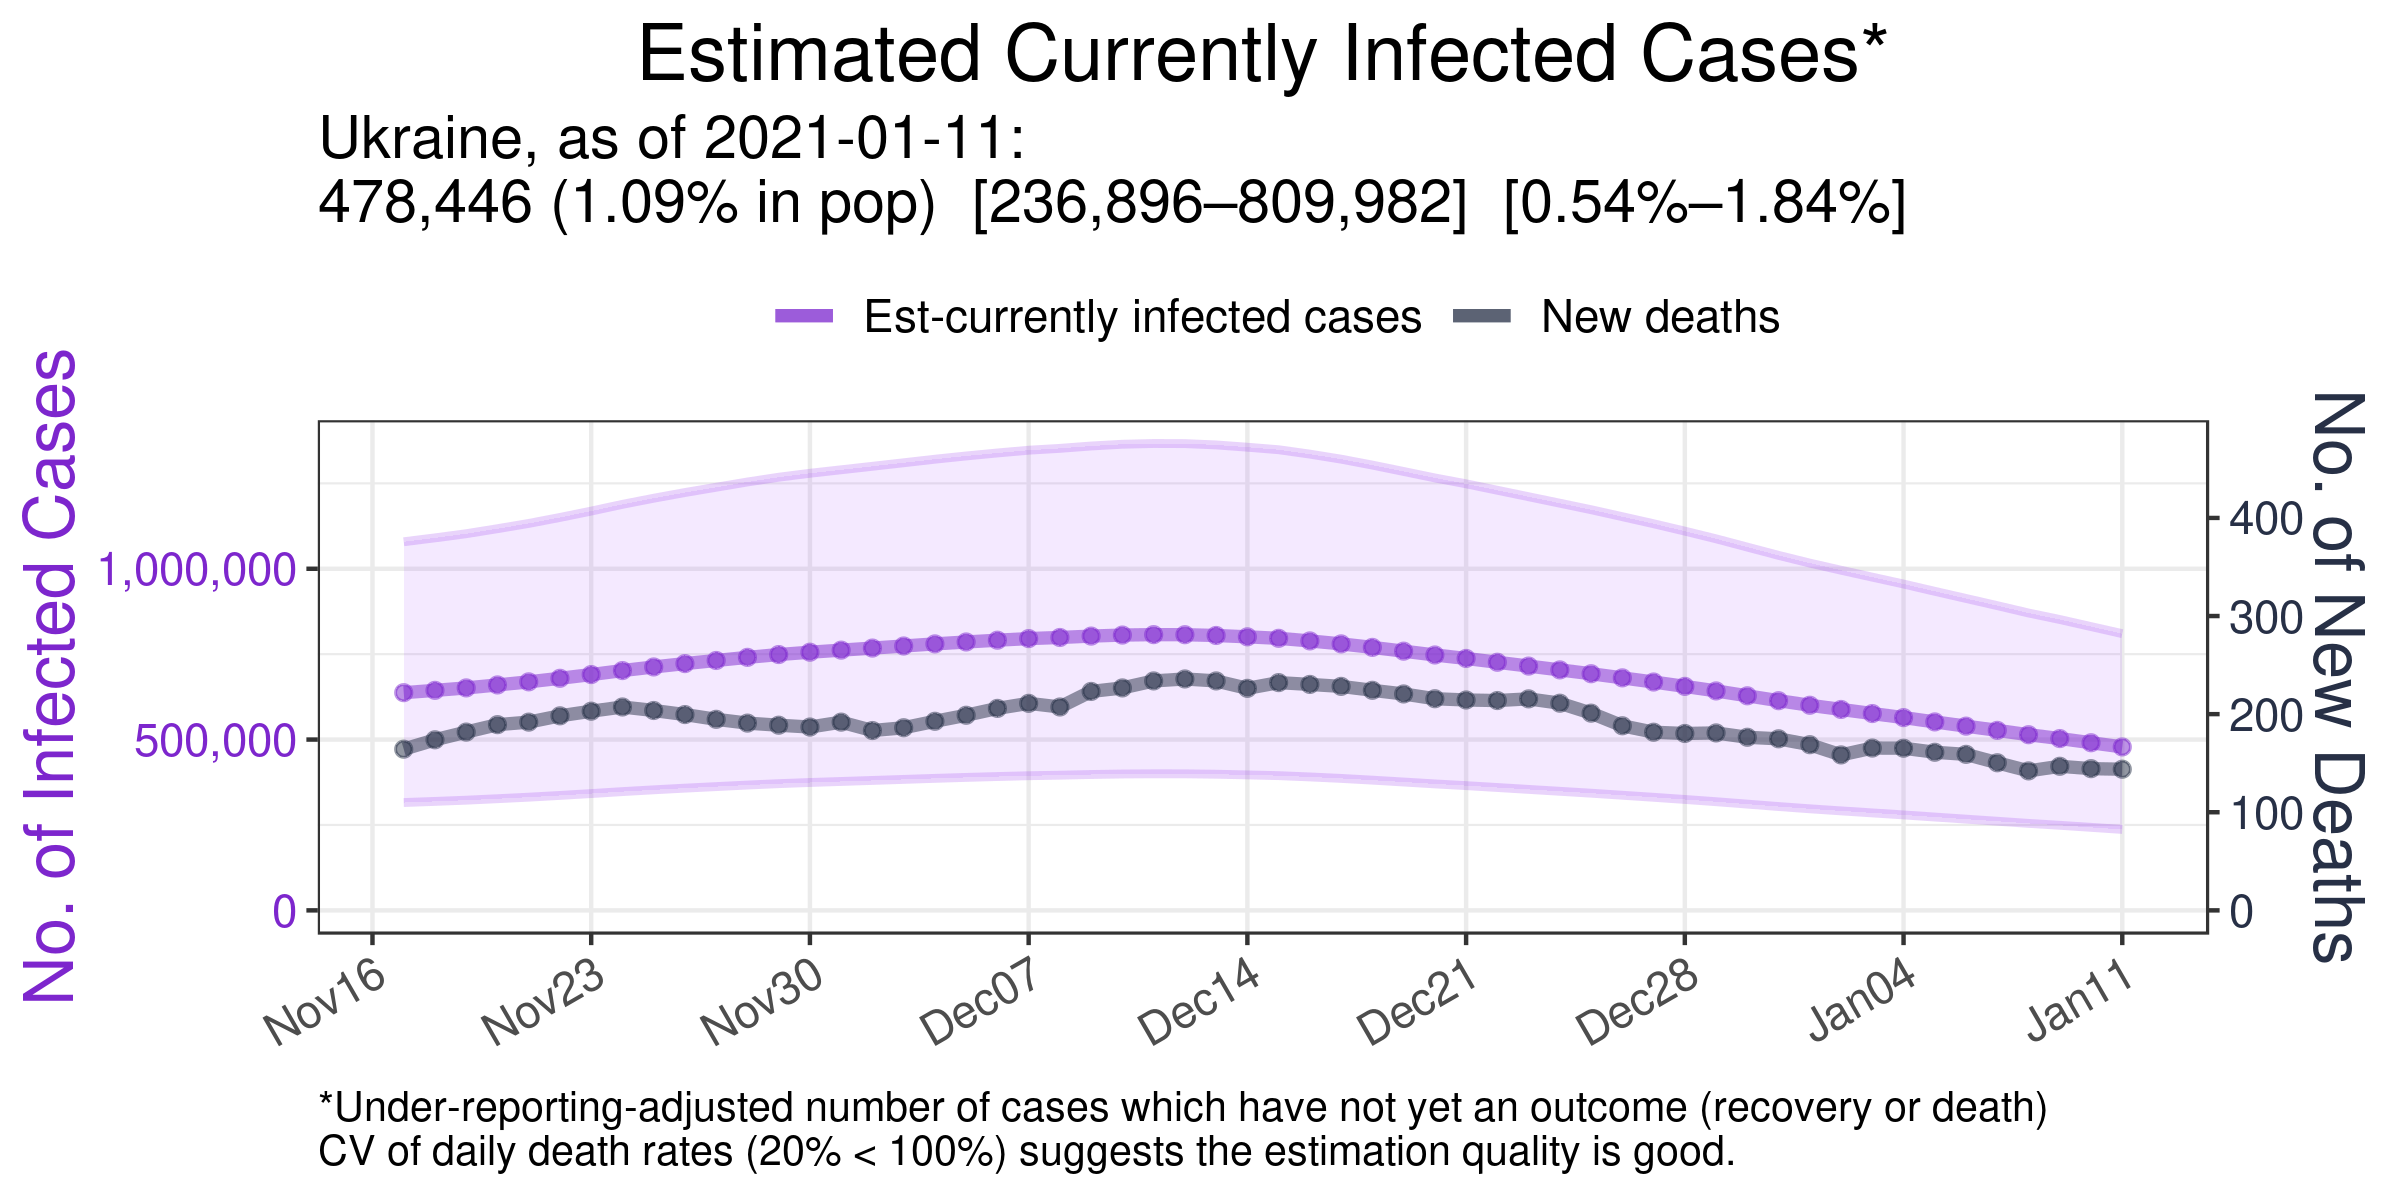 Estimated Currently Infected Cases*
Ukraine, as of 2021-01-11:
478,446 (1.09% in pop)  [236,896–809,982]  [0.54%–1.84%]
Est-currently infected cases
New deaths
No. of Infected Cases
1,000,000
500,000
0
400
300
200
100
0
No. of New Deaths
Nov16
Nov23
Nov30
Dec07
Dec14
Dec21
Dec28
Jan04
Jan11
*Under-reporting-adjusted number of cases which have not yet an outcome (recovery or death)
CV of daily death rates (20% < 100%) suggests the estimation quality is good.